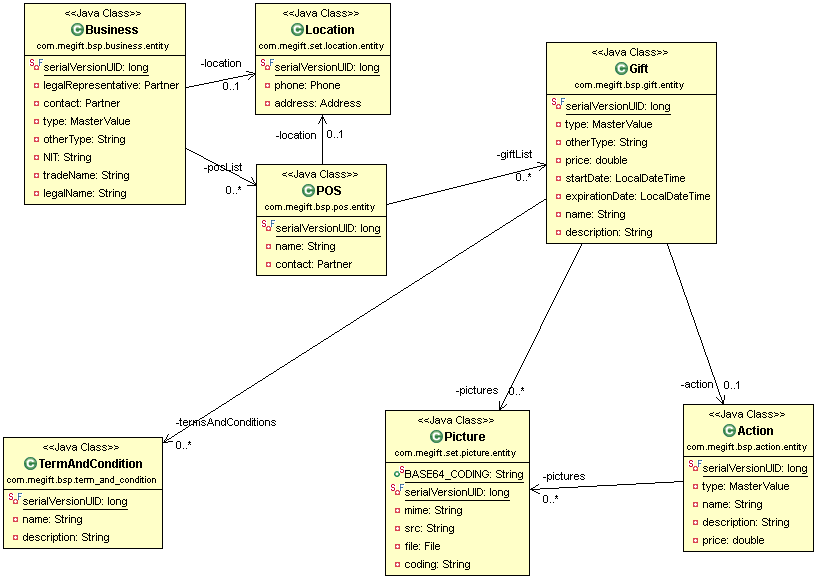 <<Java Class>>
Business
com.megift.bsp.business.entity
serialVersionUID: long
legalRepresentative: Partner
contact: Partner
type: MasterValue
otherType: String
NIT: String
tradeName: String
legalName: String
-location
0..1
<<Java Class>>
Location
com.megift.set.location.entity
serialVersionUID: long
phone: Phone
address: Address
-posList
0..*
-location
0..1
<<Java Class>>
POS
com.megift.bsp.pos.entity
serialVersionUID: long
name: String
contact: Partner
-giftList
0..*
<<Java Class>>
Gift
com.megift.bsp.gift.entity
serialVersionUID: long
type: MasterValue
otherType: String
price: double
startDate: LocalDateTime
expirationDate: LocalDateTime
name: String
description: String
-termsAndConditions
0..*
-pictures
0..*
-action
0..1
<<Java Class>>
TermAndCondition
com.megift.bsp.term_and_condition
serialVersionUID: long
name: String
description: String
<<Java Class>>
Picture
com.megift.set.picture.entity
BASE64_CODING: String
serialVersionUID: long
mime: String
src: String
file: File
coding: String
-pictures
0..*
<<Java Class>>
Action
com.megift.bsp.action.entity
serialVersionUID: long
type: MasterValue
name: String
description: String
price: double